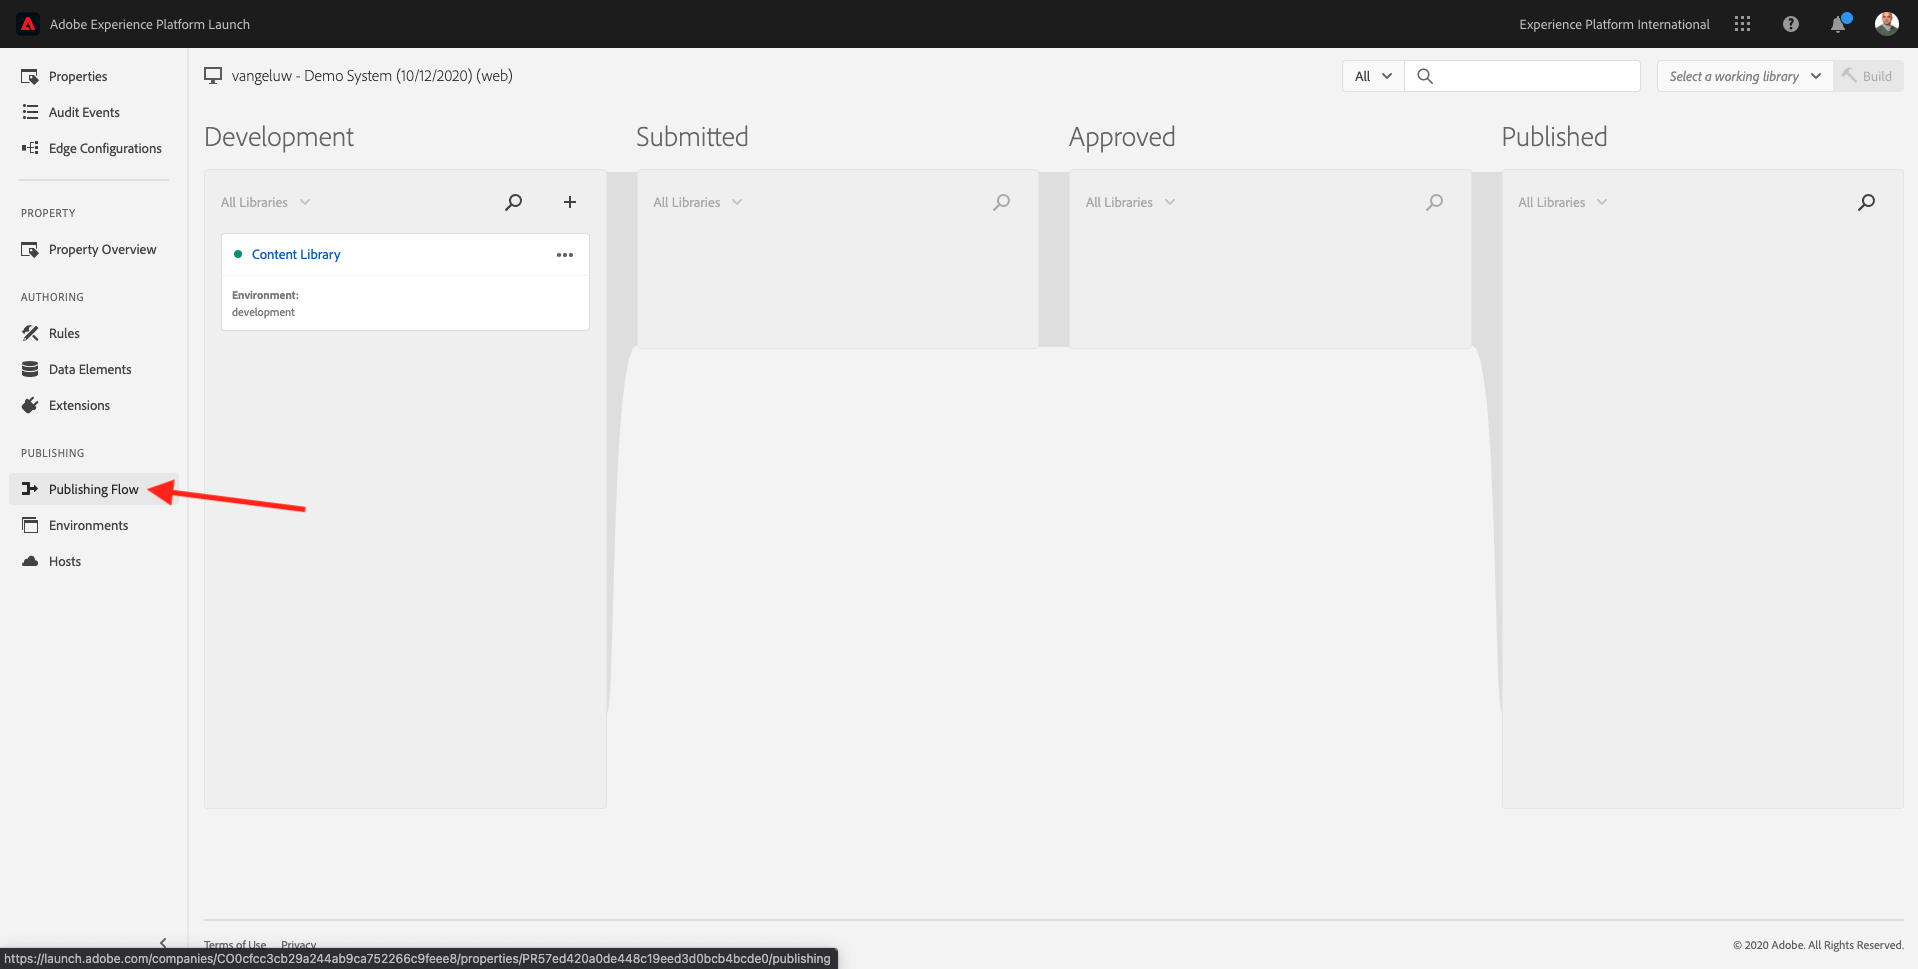 Adobe Experience Platform Launch
Experience Platform International
Properties
Audit Events
Edge Configurations
PROPERTY
Property Overview
AUTHORING
Rules
Data Elements
Extensions
PUBLISHING
Publishing Flow
Environments
Hosts
vangeluw - Demo System (10/12/2020) (web)
All
Select a working library
Build
Development
Submitted
Approved
Published
All Libraries
All Libraries
All Libraries
All Libraries
Content Library
Environment:
development
Terms of Use Privacy
© 2020 Adobe. All Rights Reserved.
https://launch.adobe.com/companies/CO0cfcc3cb29a244ab9ca752266c9feee8/properties/PR57ed420a0de448c19eed3d0bcb4bcde0/publishing